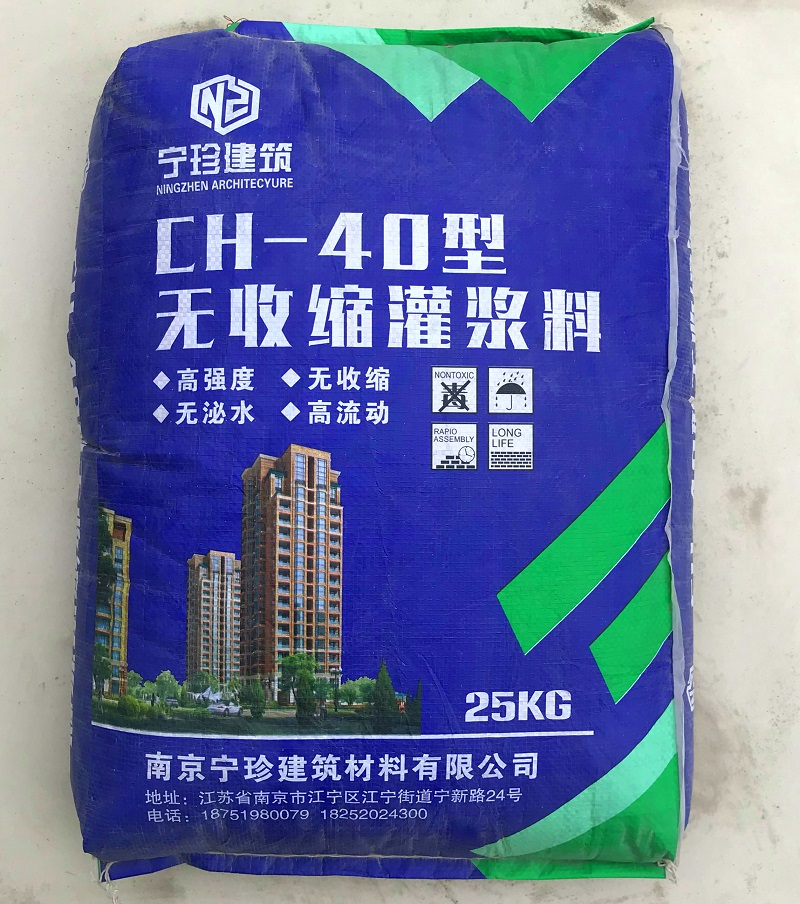 NZ
宁珍建筑
NINGZHEN ARCHITECYURE
CH-40型
无收缩灌浆料
高强度 无收缩
无泌水 高流动
NONTOXIC
毒
RAPID ASSEMBLY
LONG LIFE
25KG
南京宁珍建筑材料有限公司
地址：江苏省南京市江宁区江宁街道宁新路24号
电话：18751980079 18252024300